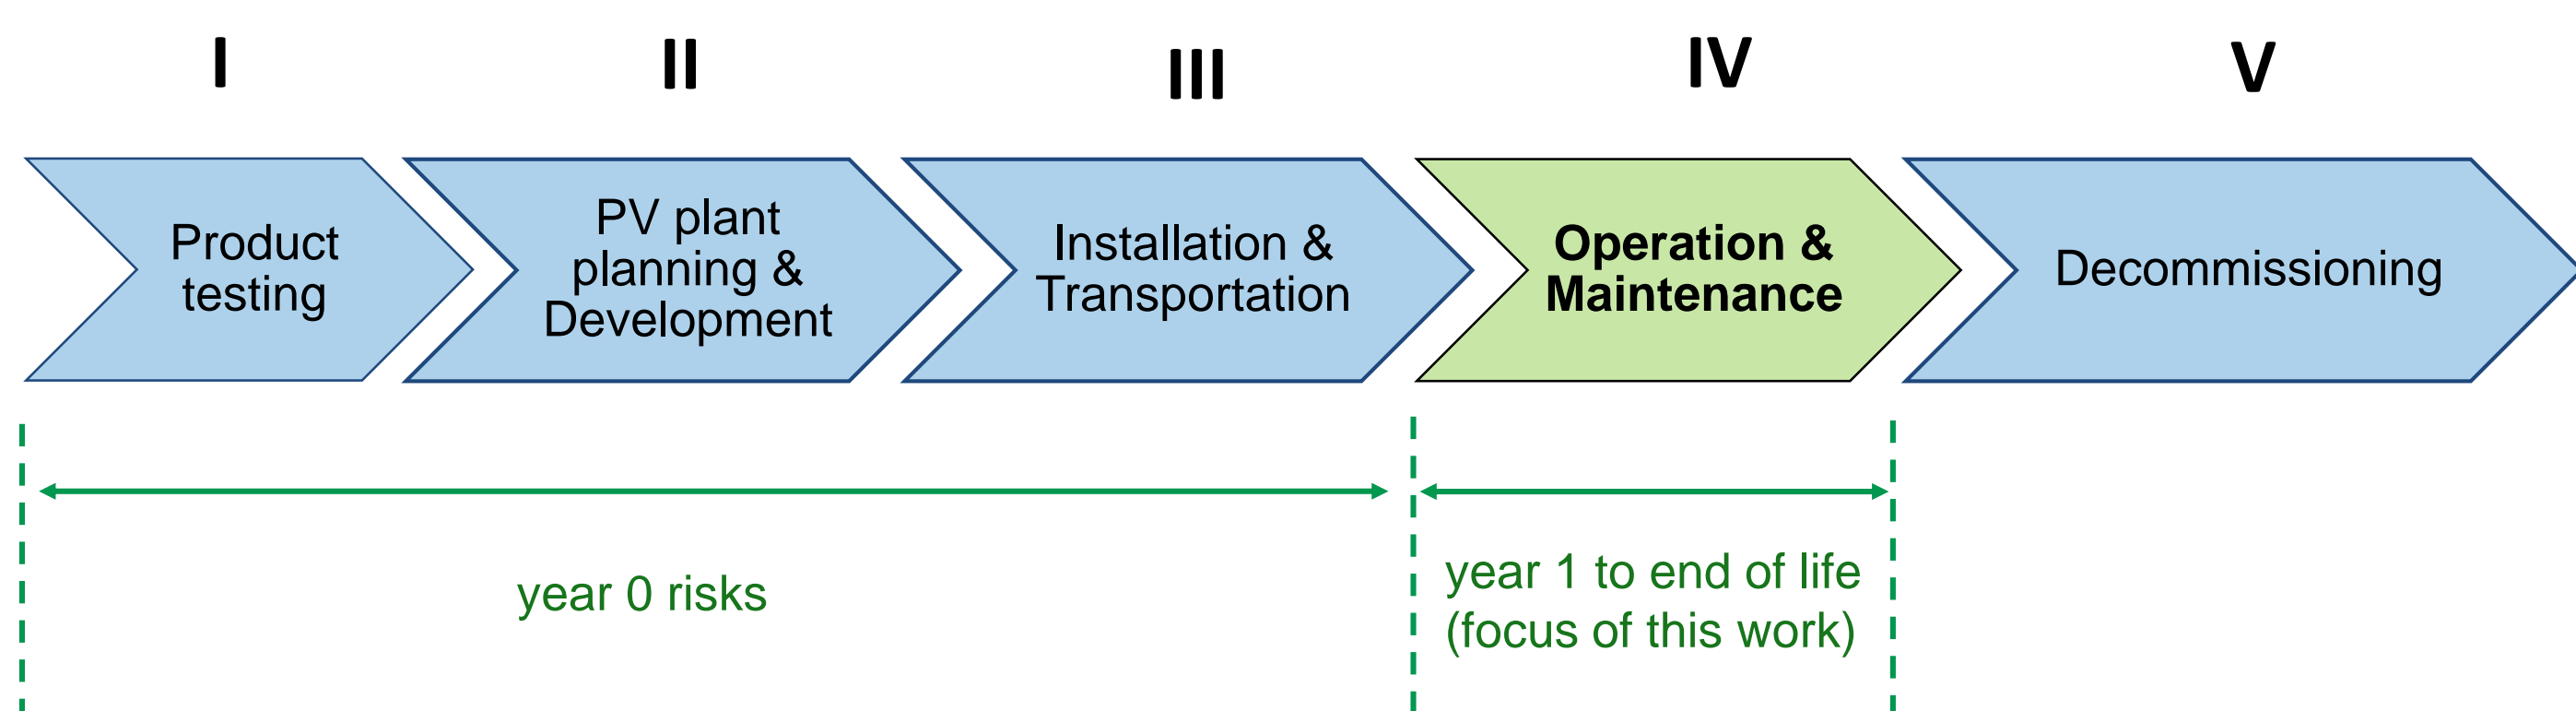 I
II
III
IV
V
Product
testing
PV plant
planning &
Development
Installation &
Transportation
Operation &
Maintenance
Decommissioning
year 0 risks
year 1 to end of life
(focus of this work)